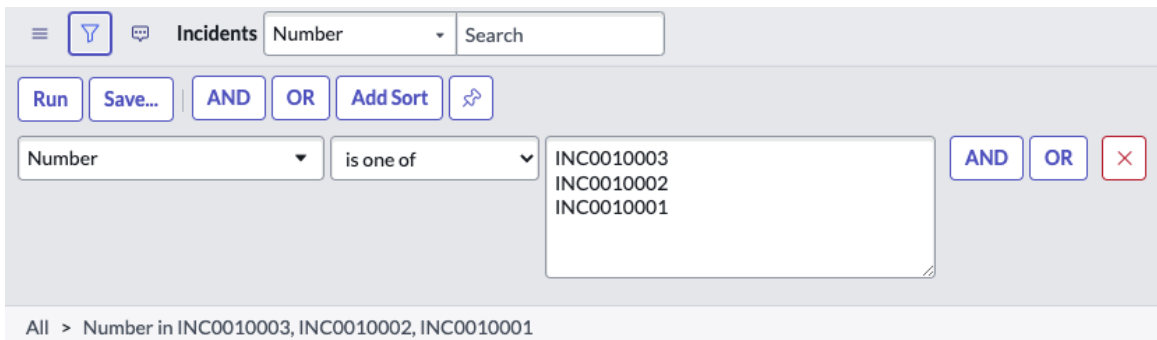 Incidents Number Search
Run Save... AND OR Add Sort
Number is one of INC0010003 AND OR
INC0010002
INC0010001
All > Number in INC0010003, INC0010002, INC0010001